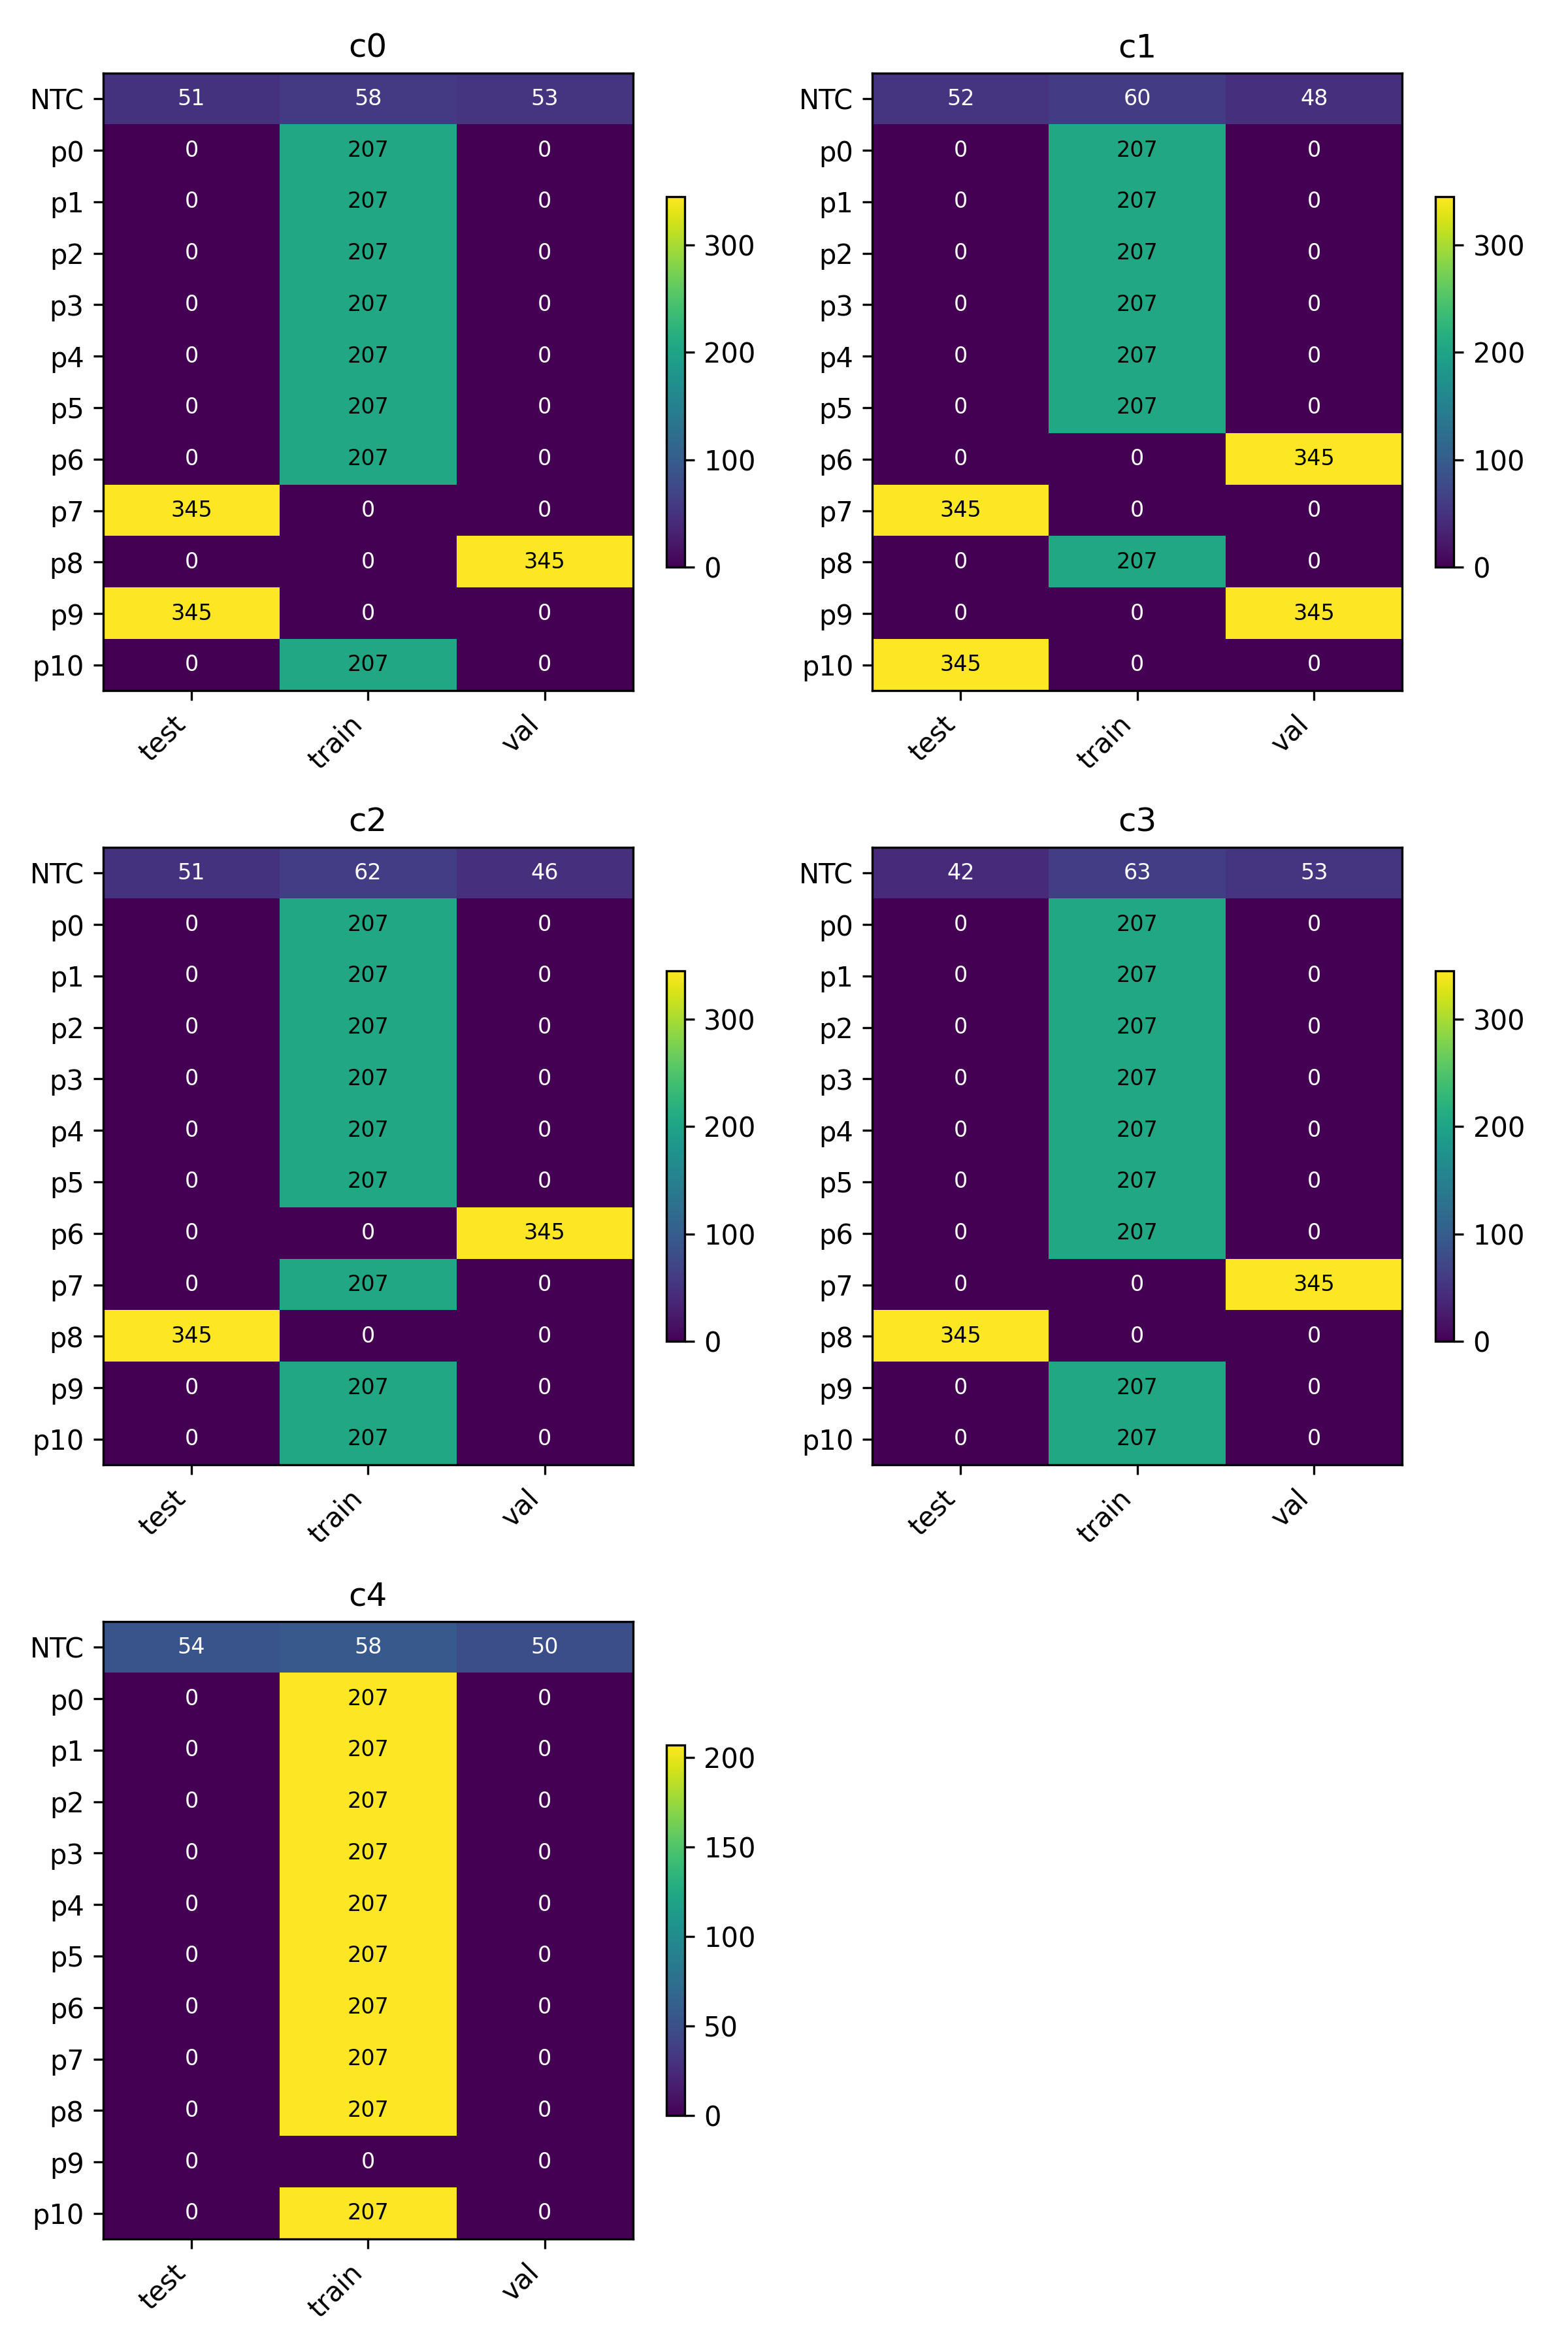 c0
NTC 51 58 53
p0 0 207 0
p1 0 207 0
p2 0 207 0
p3 0 207 0
p4 0 207 0
p5 0 207 0
p6 0 207 0
p7 345 0 0
p8 0 0 345
p9 345 0 0
p10 0 207 0
test train val
300
200
100
0
c1
NTC 52 60 48
p0 0 207 0
p1 0 207 0
p2 0 207 0
p3 0 207 0
p4 0 207 0
p5 0 207 0
p6 0 0 345
p7 345 0 0
p8 0 207 0
p9 0 0 345
p10 345 0 0
test train val
300
200
100
0
c2
NTC 51 62 46
p0 0 207 0
p1 0 207 0
p2 0 207 0
p3 0 207 0
p4 0 207 0
p5 0 207 0
p6 0 0 345
p7 0 207 0
p8 345 0 0
p9 0 207 0
p10 0 207 0
test train val
300
200
100
0
c3
NTC 42 63 53
p0 0 207 0
p1 0 207 0
p2 0 207 0
p3 0 207 0
p4 0 207 0
p5 0 207 0
p6 0 207 0
p7 0 0 345
p8 345 0 0
p9 0 207 0
p10 0 207 0
test train val
300
200
100
0
c4
NTC 54 58 50
p0 0 207 0
p1 0 207 0
p2 0 207 0
p3 0 207 0
p4 0 207 0
p5 0 207 0
p6 0 207 0
p7 0 207 0
p8 0 207 0
p9 0 0 0
p10 0 207 0
test train val
200
150
100
50
0